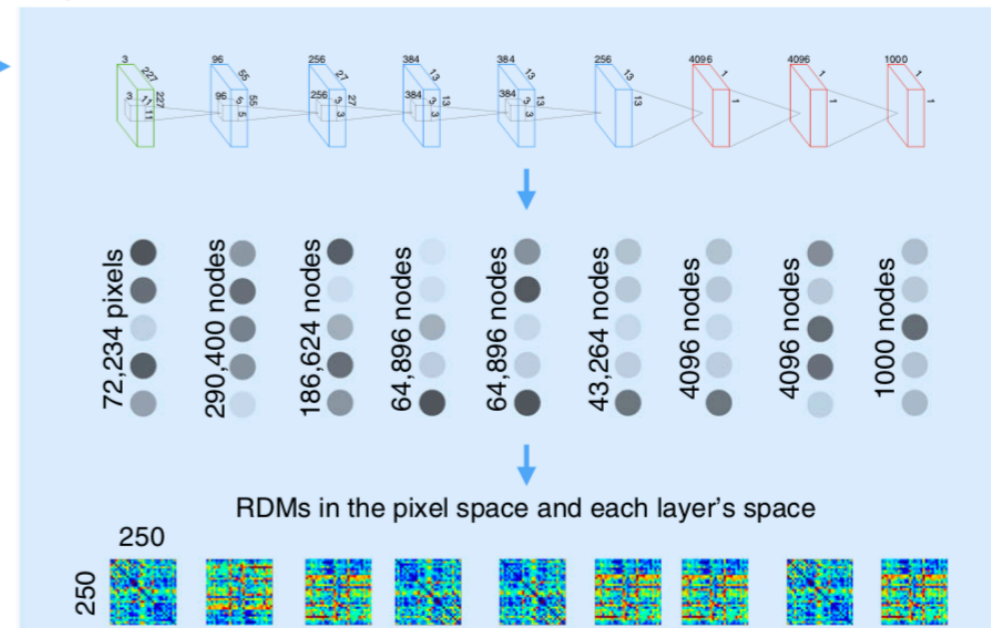 3 96 256 384 384 256 4096 4096 1000
227 55 27 13 13 13 1 1 1
227 55 27 13 13 13 1 1 1
3 96 256 384 384
11 5 3 3 3
11 5 3 3 3
72,234 pixels
290,400 nodes
186,624 nodes
64,896 nodes
64,896 nodes
43,264 nodes
4096 nodes
4096 nodes
1000 nodes
RDMs in the pixel space and each layer's space
250
250